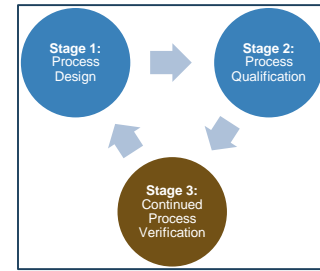 Stage 1:
Process
Design
Stage 2:
Process
Qualification
Stage 3:
Continued
Process
Verification